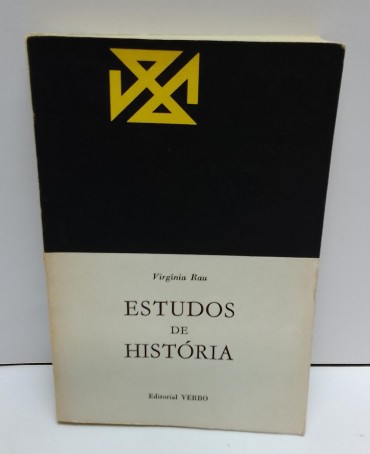 Virgínia Rau
ESTUDOS
DE
HISTÓRIA
Editorial VERBO